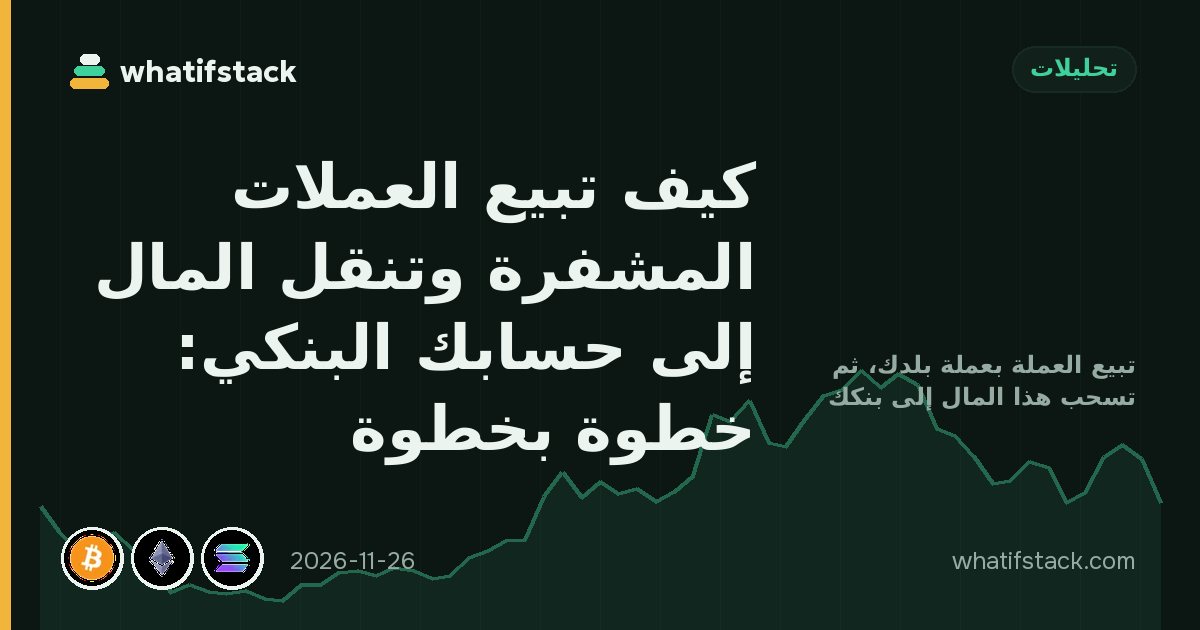 whatifstack
تحليلات
كيف تبيع العملات
المشفرة وتنقل المال
إلى حسابك البنكي:
خطوة بخطوة
تبيع العملة بعملة بلدك، ثم
تسحب هذا المال إلى بنكك
2026-11-26
whatifstack.com